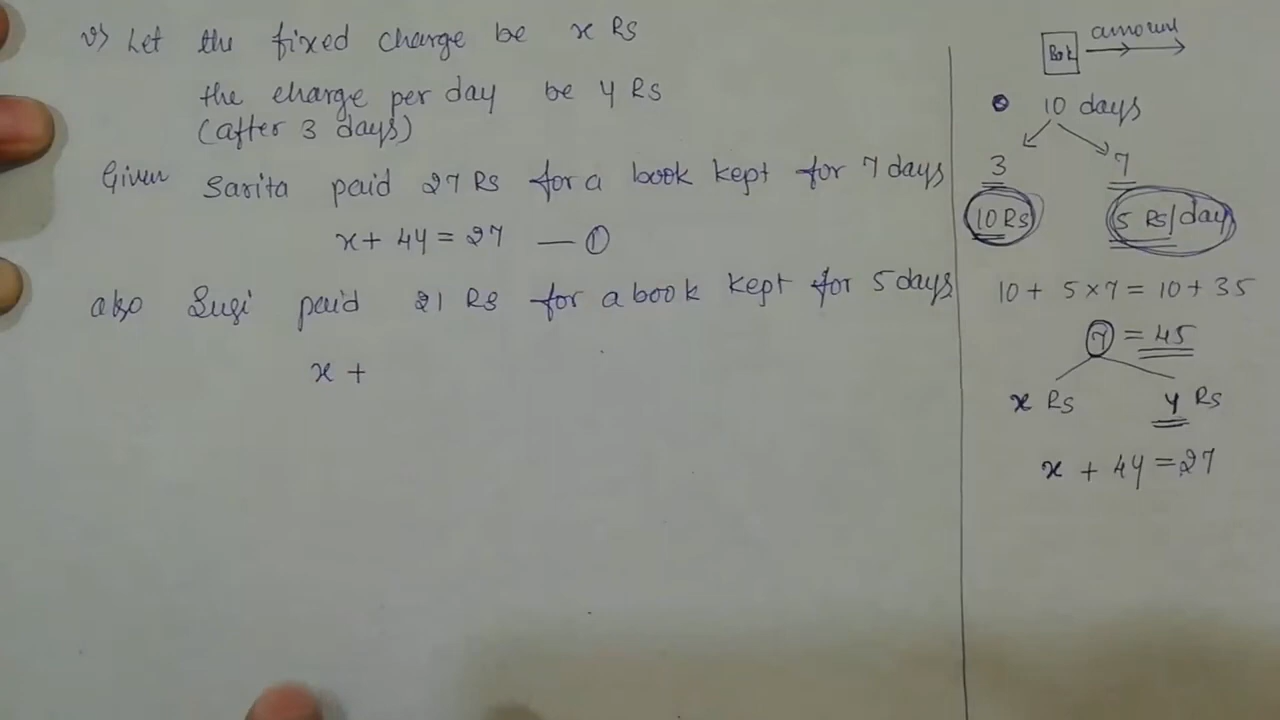 v) Let the fixed charge be x Rs
the charge per day be y Rs
(after 3 days)
Given Sarita paid 27 Rs for a book kept for 7 days
x + 4y = 27 — ①
also Susi paid 21 Rs for a book kept for 5 days
x +
Book amount
10 days
3 7
10 Rs 5 Rs/day
10 + 5 × 7 = 10 + 35
7 = 45
x Rs y Rs
x + 4y = 27